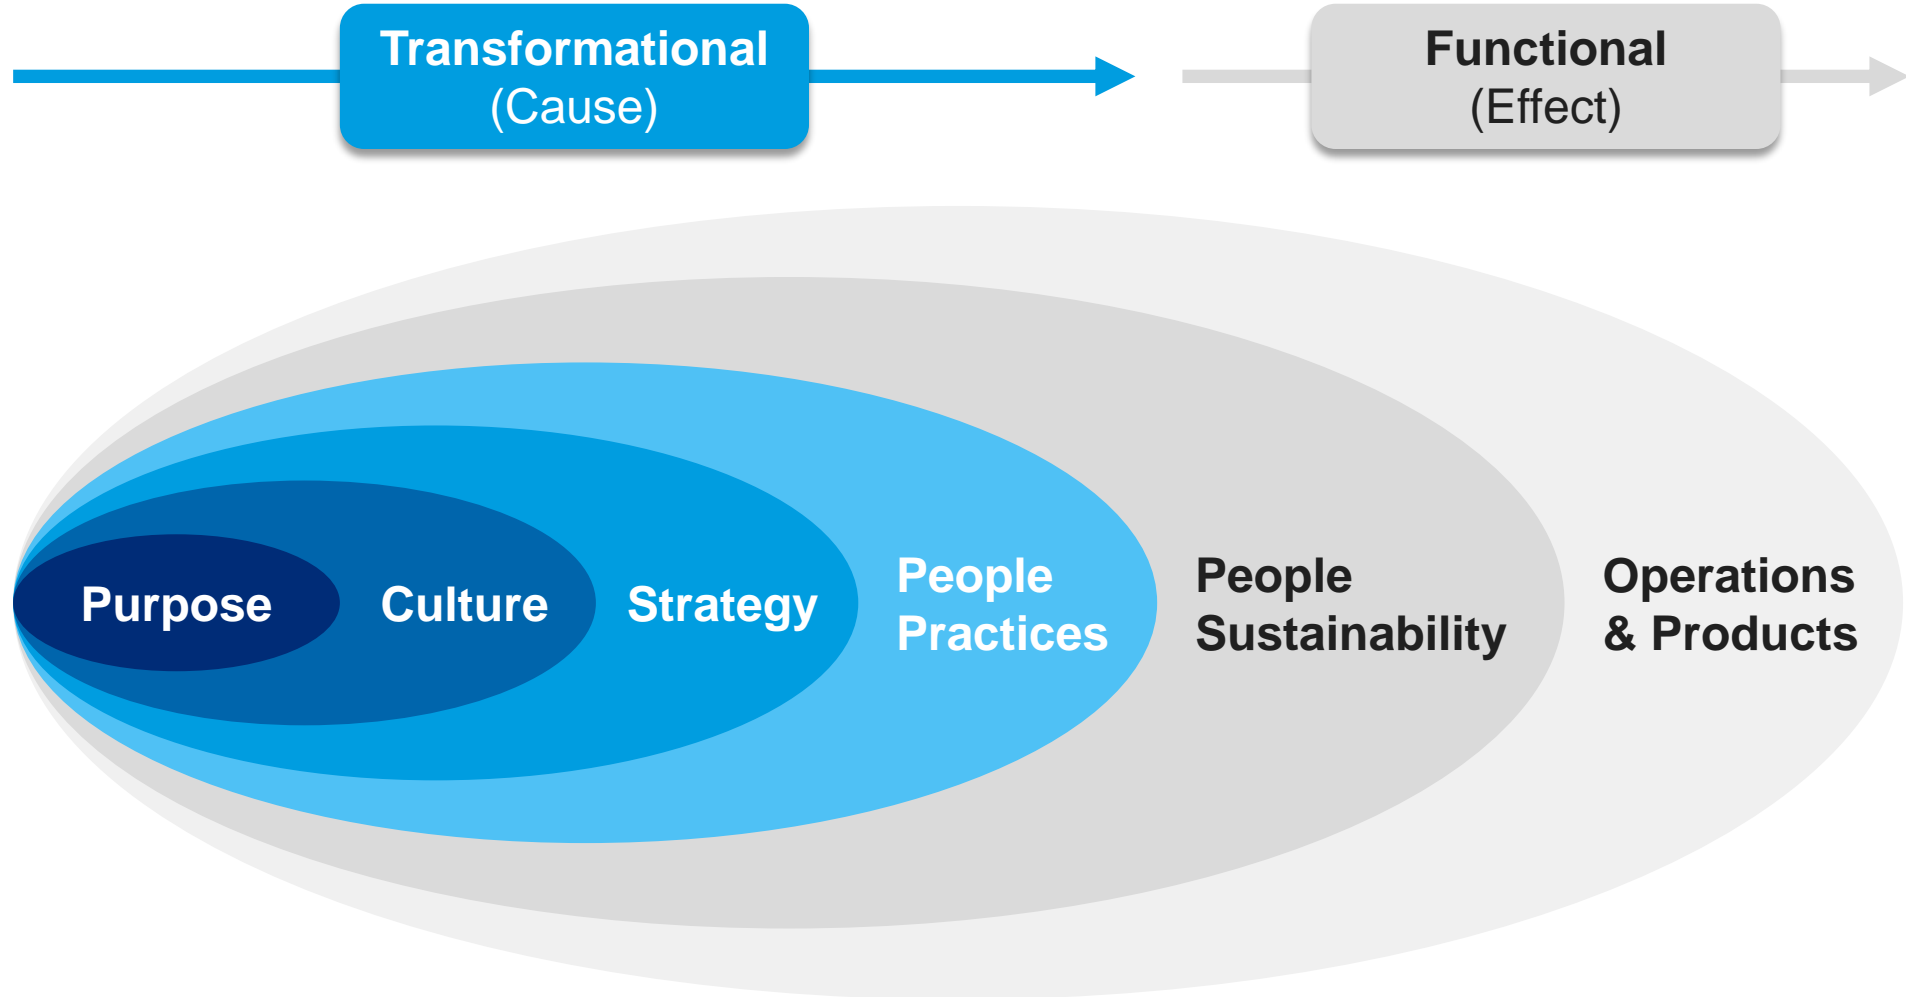 Transformational
(Cause)
Functional
(Effect)
Purpose
Culture
Strategy
People
Practices
People
Sustainability
Operations
& Products